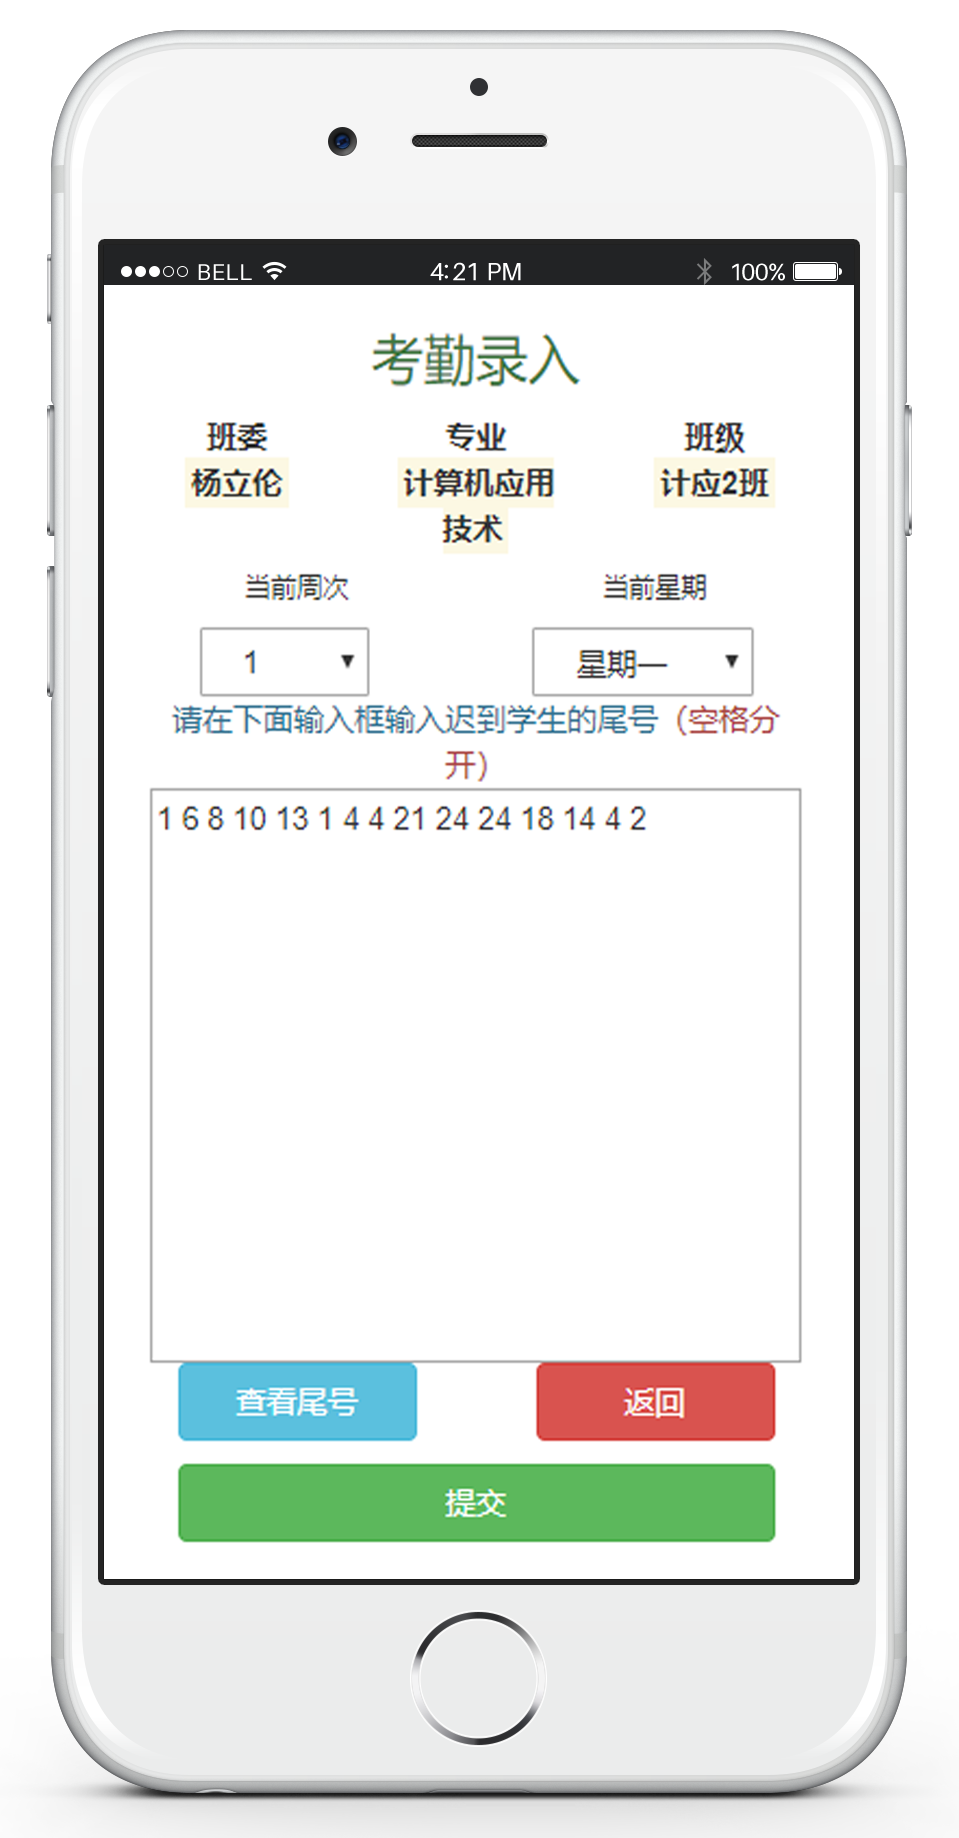 BELL 4:21 PM 100%
考勤录入
班委 专业 班级
杨立伦 计算机应用 计应2班
技术
当前周次 当前星期
1 星期一
请在下面输入框输入迟到学生的尾号（空格分
开）
1 6 8 10 13 1 4 4 21 24 24 18 14 4 2
查看尾号 返回
提交